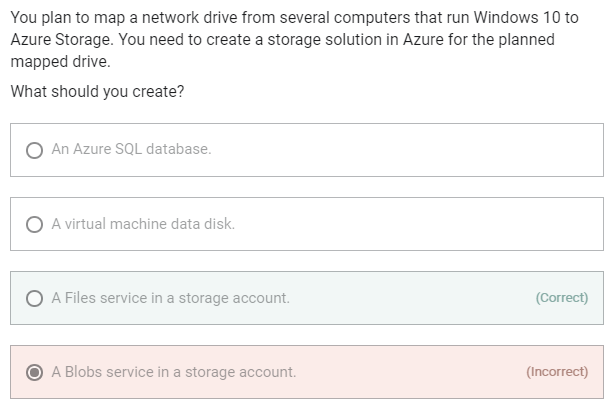 You plan to map a network drive from several computers that run Windows 10 to
Azure Storage. You need to create a storage solution in Azure for the planned
mapped drive.
What should you create?
An Azure SQL database.
A virtual machine data disk.
A Files service in a storage account. (Correct)
A Blobs service in a storage account. (Incorrect)